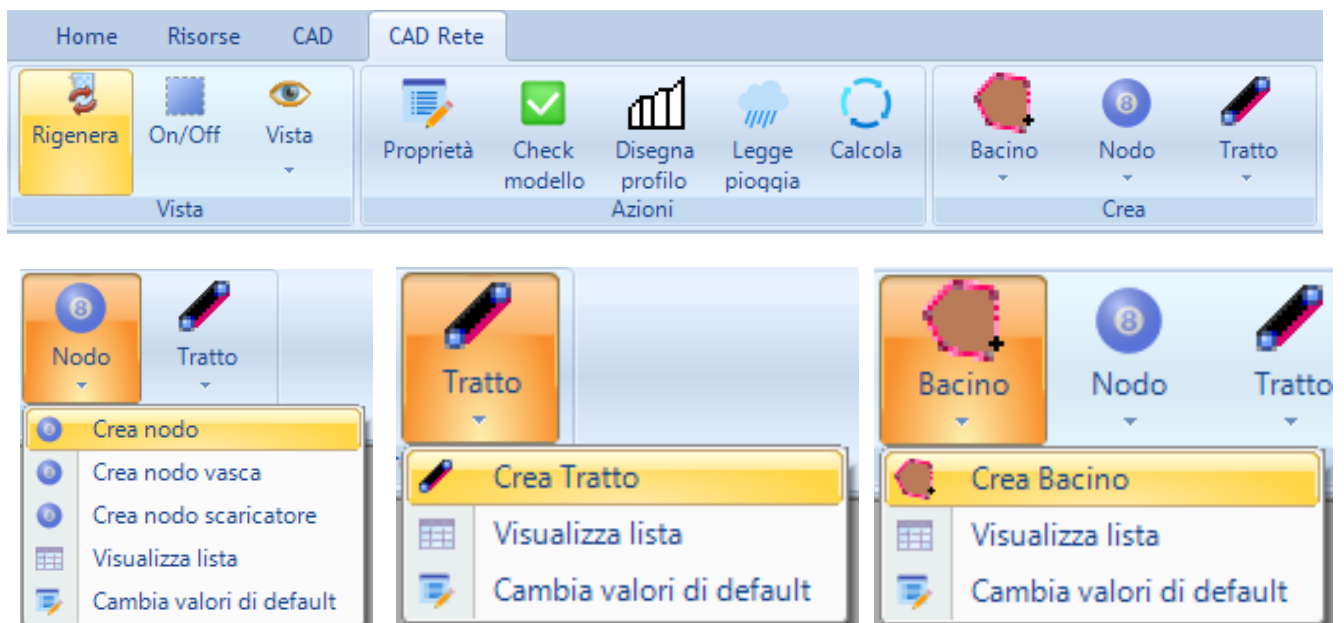 Home Risorse CAD CAD Rete
Rigenera On/Off Vista Proprietà Check modello Disegna profilo Legge pioggia Calcola Bacino 8 Nodo Tratto
Vista Azioni Crea
8 Nodo Tratto
Crea nodo
Crea nodo vasca
Crea nodo scaricatore
Visualizza lista
Cambia valori di default
Tratto
Crea Tratto
Visualizza lista
Cambia valori di default
Bacino 8 Nodo Tratto
Crea Bacino
Visualizza lista
Cambia valori di default